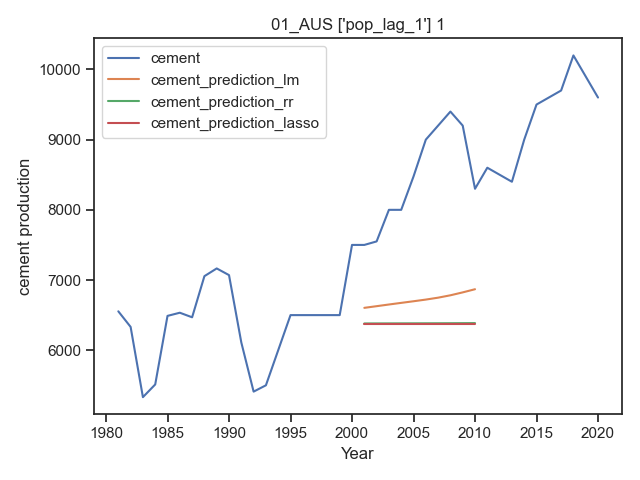 01_AUS ['pop_lag_1'] 1
cement
cement_prediction_lm
cement_prediction_rr
cement_prediction_lasso
cement production
10000
9000
8000
7000
6000
1980 1985 1990 1995 2000 2005 2010 2015 2020
Year